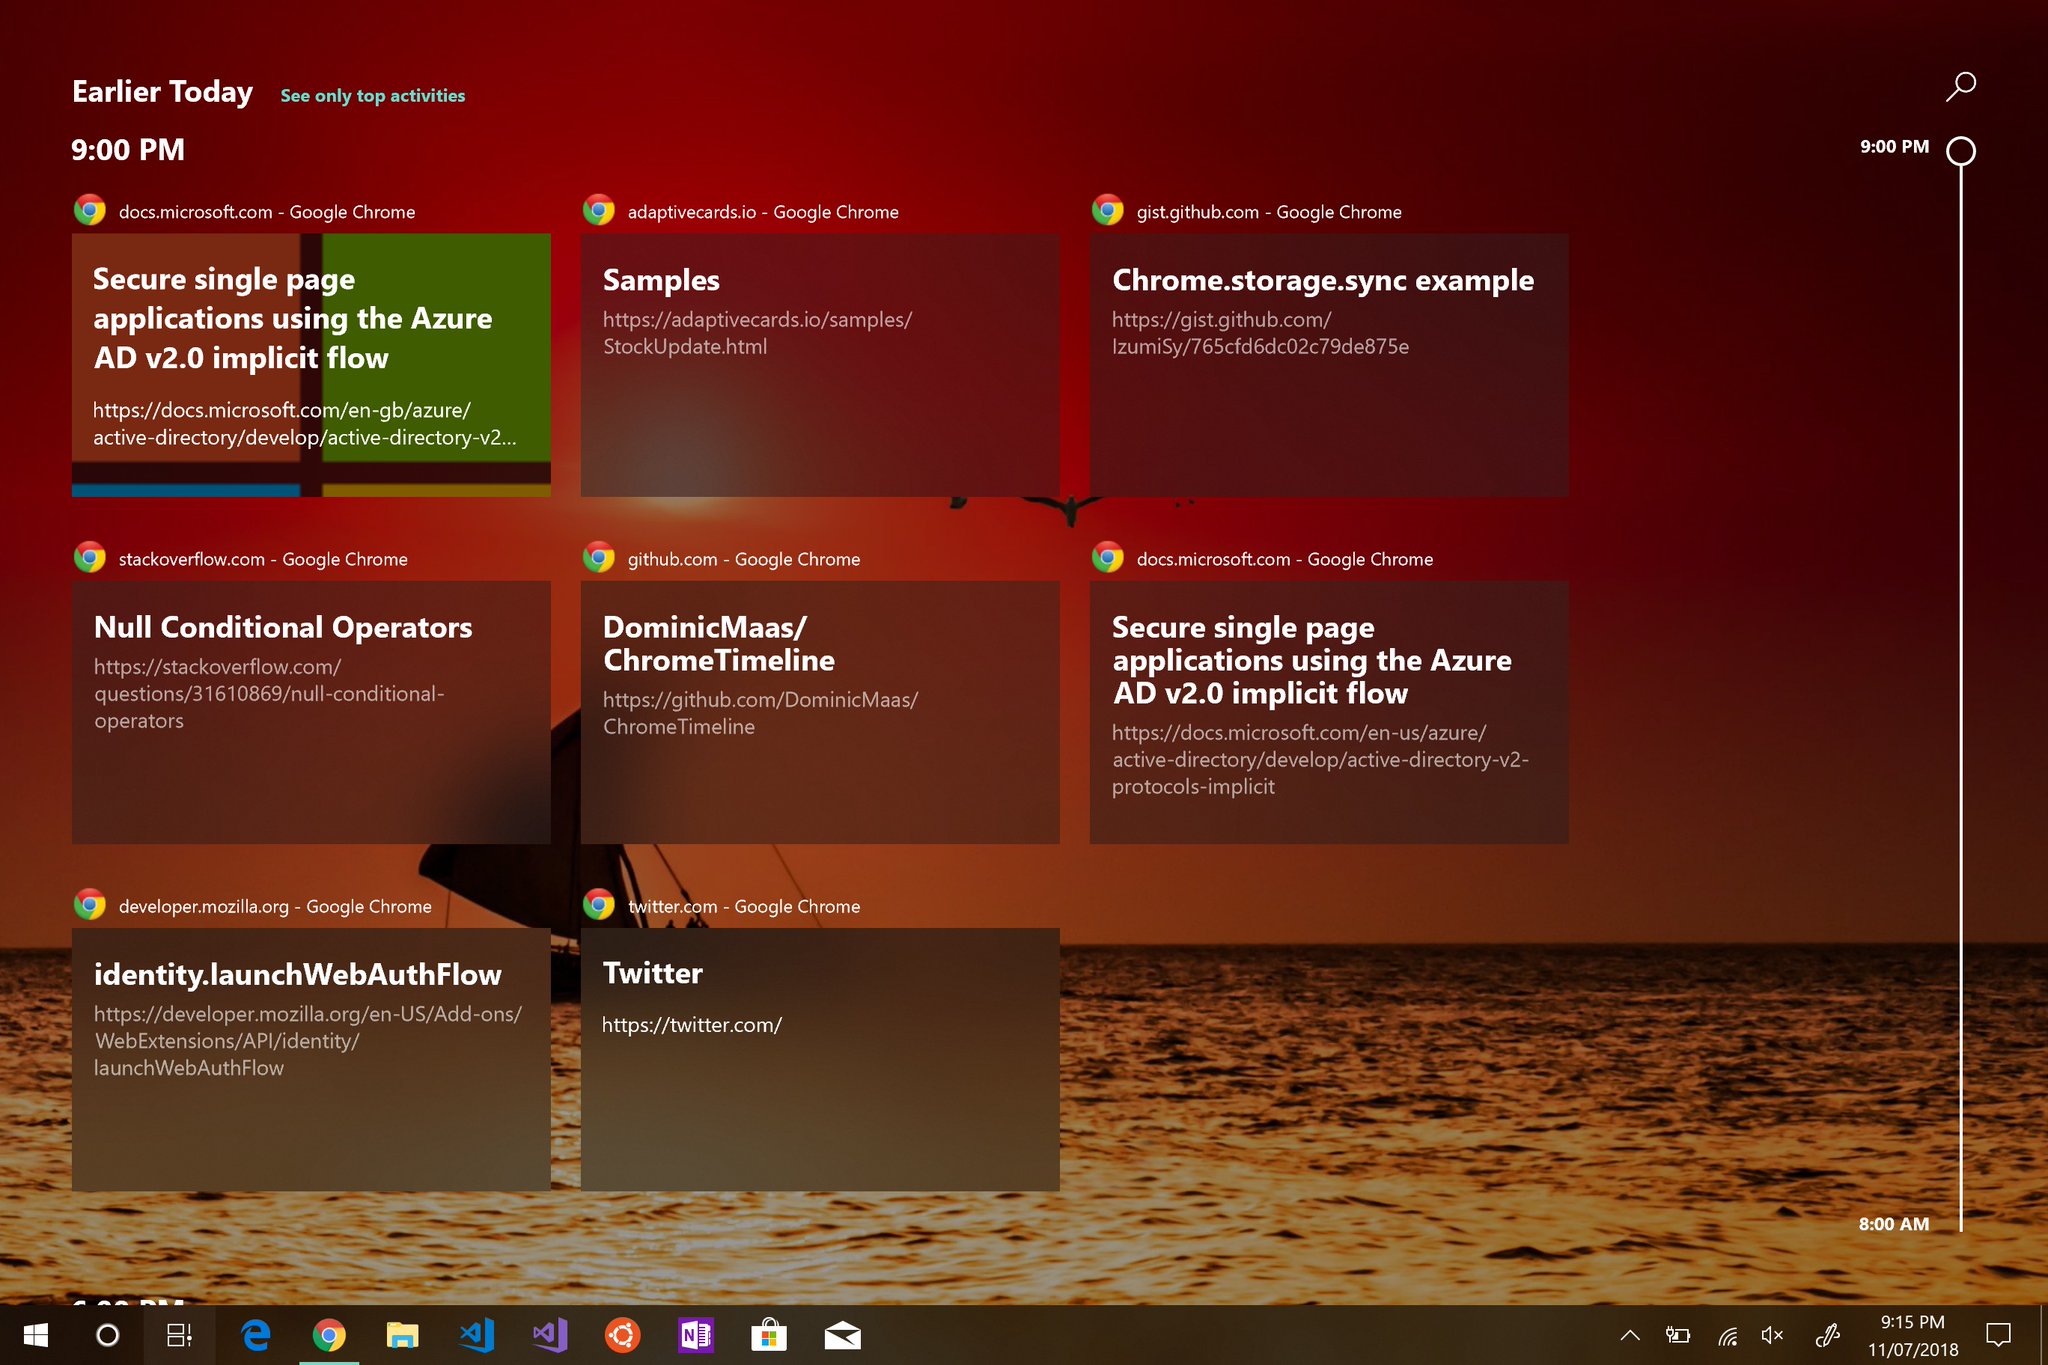 Earlier Today See only top activities
9:00 PM
9:00 PM
docs.microsoft.com - Google Chrome
Secure single page
applications using the Azure
AD v2.0 implicit flow
https://docs.microsoft.com/en-gb/azure/
active-directory/develop/active-directory-v2...
adaptivecards.io - Google Chrome
Samples
https://adaptivecards.io/samples/
StockUpdate.html
gist.github.com - Google Chrome
Chrome.storage.sync example
https://gist.github.com/
IzumiSy/765cfd6dc02c79de875e
stackoverflow.com - Google Chrome
Null Conditional Operators
https://stackoverflow.com/
questions/31610869/null-conditional-
operators
github.com - Google Chrome
DominicMaas/
ChromeTimeline
https://github.com/DominicMaas/
ChromeTimeline
docs.microsoft.com - Google Chrome
Secure single page
applications using the Azure
AD v2.0 implicit flow
https://docs.microsoft.com/en-us/azure/
active-directory/develop/active-directory-v2-
protocols-implicit
developer.mozilla.org - Google Chrome
identity.launchWebAuthFlow
https://developer.mozilla.org/en-US/Add-ons/
WebExtensions/API/identity/
launchWebAuthFlow
twitter.com - Google Chrome
Twitter
https://twitter.com/
8:00 AM
9:15 PM
11/07/2018